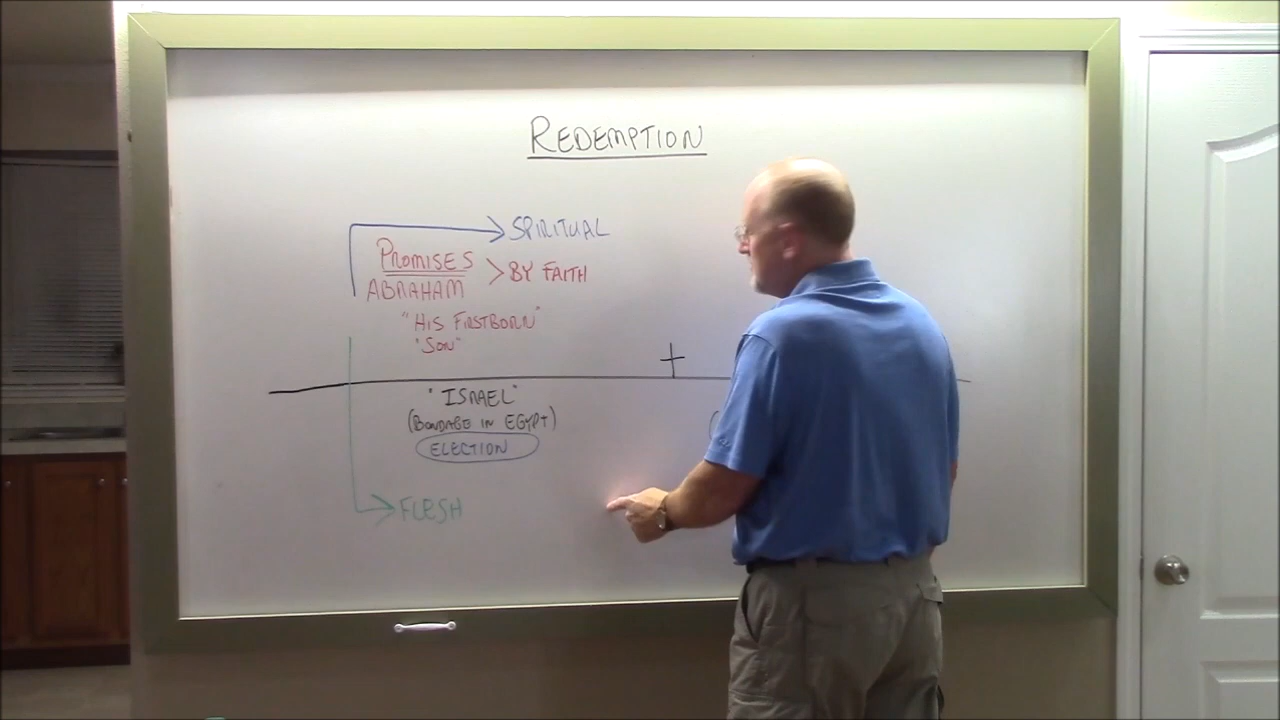 REDEMPTION
SPIRITUAL
PROMISES
> BY FAITH
ABRAHAM
"HIS FIRSTBORN"
"SON"
"ISRAEL"
(BONDAGE IN EGYPT)
ELECTION
FLESH